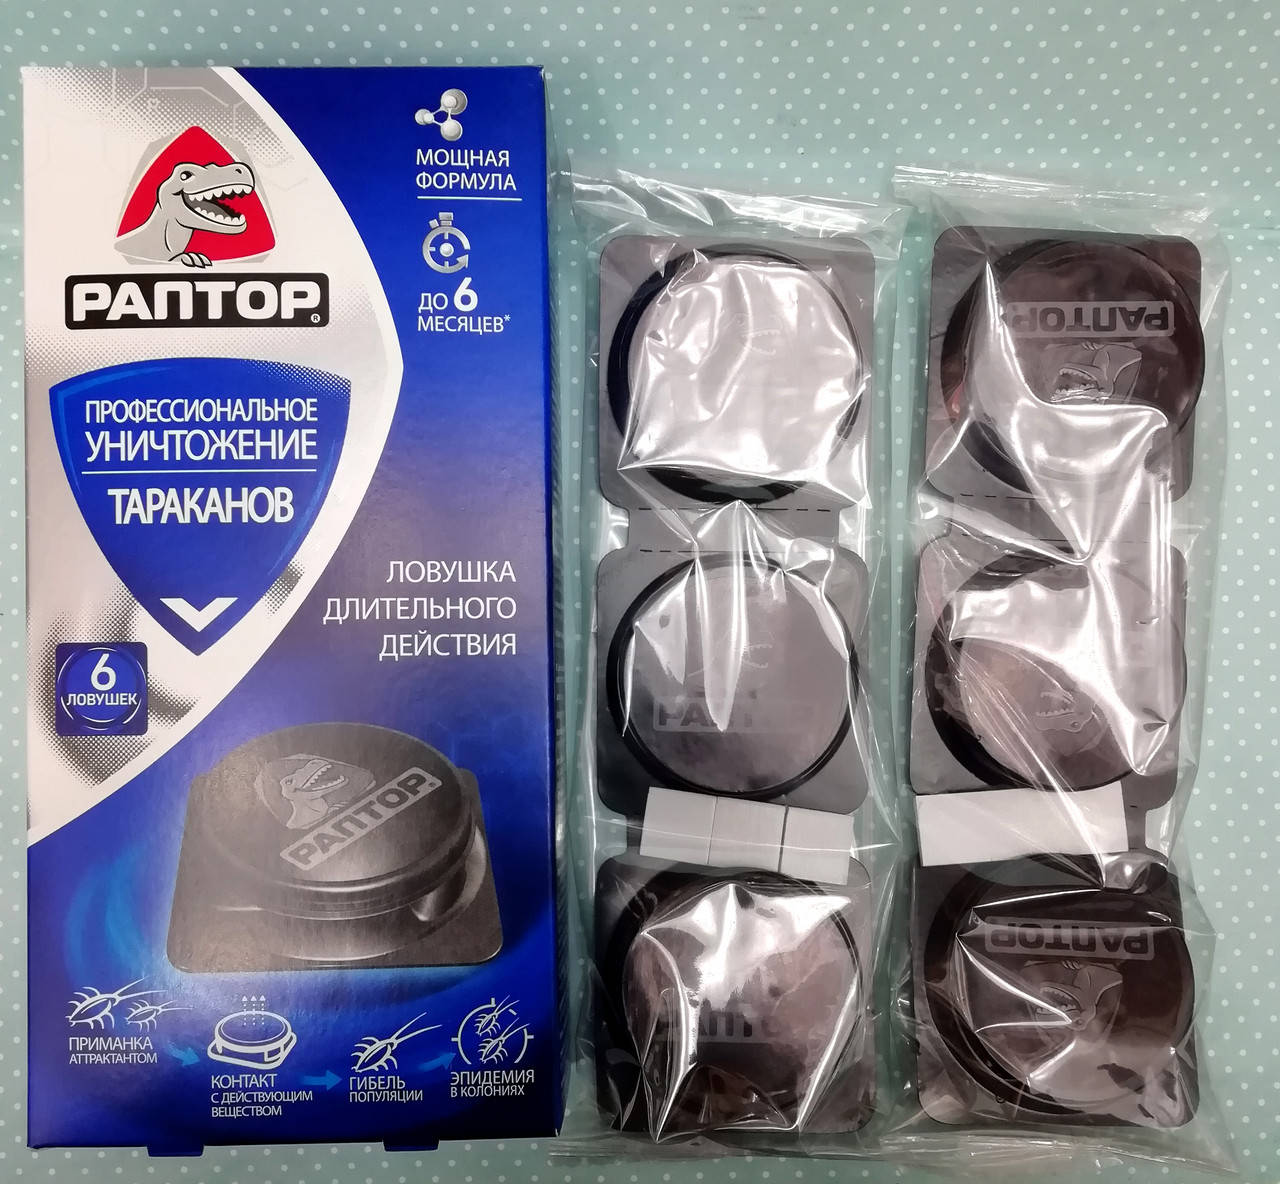 РАПТОР®
МОЩНАЯ
ФОРМУЛА
ДО 6
МЕСЯЦЕВ*
ПРОФЕССИОНАЛЬНОЕ
УНИЧТОЖЕНИЕ
ТАРАКАНОВ
ЛОВУШКА
ДЛИТЕЛЬНОГО
ДЕЙСТВИЯ
6
ЛОВУШЕК
РАПТОР
ПРИМАНКА
АТТРАКТАНТОМ
КОНТАКТ
С ДЕЙСТВУЮЩИМ
ВЕЩЕСТВОМ
ГИБЕЛЬ
ПОПУЛЯЦИИ
ЭПИДЕМИЯ
В КОЛОНИЯХ
РАПТОР
РАПТОР
РАПТОР
РАПТОР